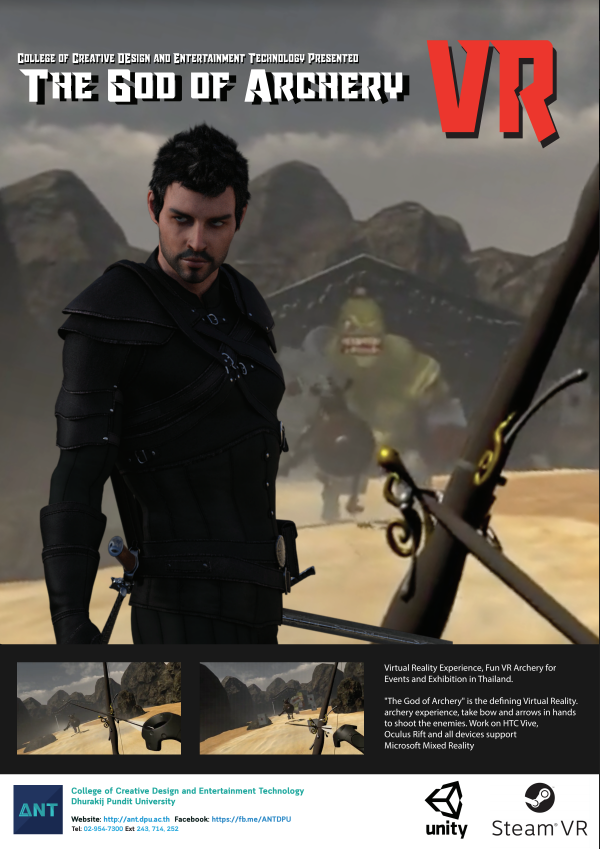 College of Creative Design and Entertainment Technology Presented
The God of Archery
VR
Virtual Reality Experience, Fun VR Archery for
Events and Exhibition in Thailand.
"The God of Archery" is the defining Virtual Reality.
archery experience, take bow and arrows in hands
to shoot the enemies. Work on HTC Vive,
Oculus Rift and all devices support
Microsoft Mixed Reality
ANT
College of Creative Design and Entertainment Technology
Dhurakij Pundit University
Website: http://ant.dpu.ac.th Facebook: https://fb.me/ANTDPU
Tel: 02-954-7300 Ext 243, 714, 252
unity
Steam®VR